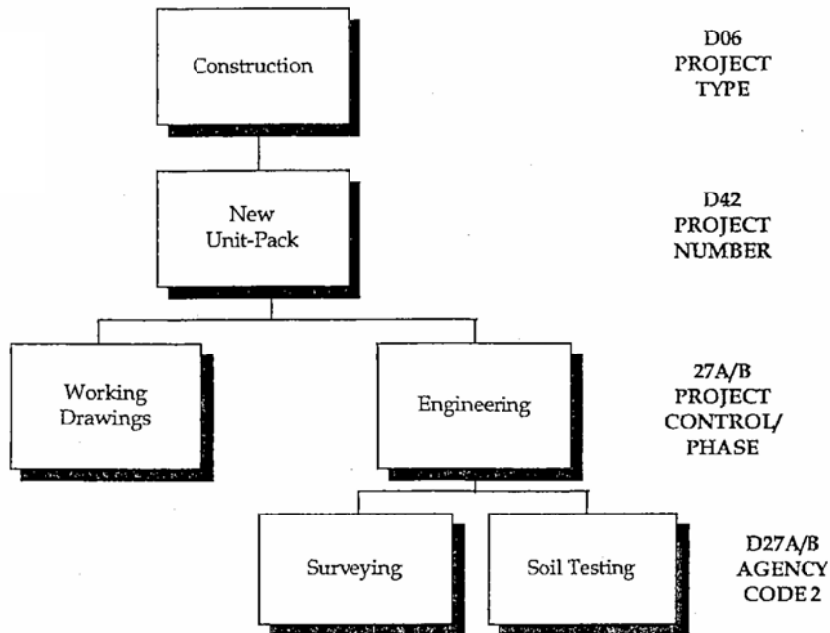 Construction
D06
PROJECT
TYPE
New
Unit-Pack
D42
PROJECT
NUMBER
Working
Drawings
Engineering
27A/B
PROJECT
CONTROL/
PHASE
Surveying
Soil Testing
D27A/B
AGENCY
CODE 2